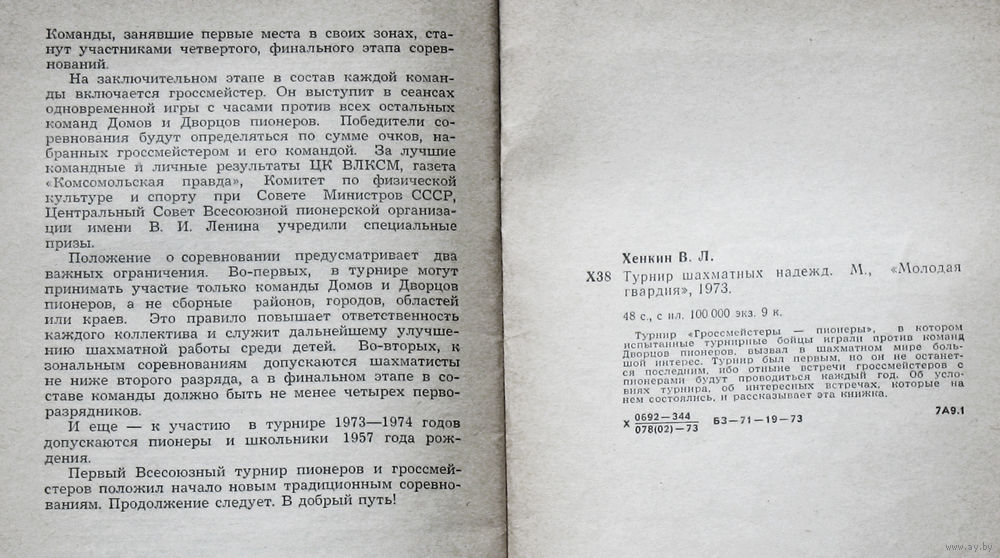 Команды, занявшие первые места в своих зонах, ста-
нут участниками четвертого, финального этапа сорев-
нований.
На заключительном этапе в состав каждой коман-
ды включается гроссмейстер. Он выступит в сеансах
одновременной игры с часами против всех остальных
команд Домов и Дворцов пионеров. Победители со-
ревнования будут определяться по сумме очков, на-
бранных гроссмейстером и его командой. За лучшие
командные и личные результаты ЦК ВЛКСМ, газета
«Комсомольская правда», Комитет по физической
культуре и спорту при Совете Министров СССР,
Центральный Совет Всесоюзной пионерской организа-
ции имени В. И. Ленина учредили специальные
призы.
Положение о соревновании предусматривает два
важных ограничения. Во-первых, в турнире могут
принимать участие только команды Домов и Дворцов
пионеров, а не сборные районов, городов, областей
или краев. Это правило повышает ответственность
каждого коллектива и служит дальнейшему улучше-
нию шахматной работы среди детей. Во-вторых, к
зональным соревнованиям допускаются шахматисты
не ниже второго разряда, а в финальном этапе в со-
ставе команды должно быть не менее четырех перво-
разрядников.
И еще — к участию в турнире 1973—1974 годов
допускаются пионеры и школьники 1957 года рож-
дения.
Первый Всесоюзный турнир пионеров и гроссмей-
стеров положил начало новым традиционным соревно-
ваниям. Продолжение следует. В добрый путь!
Хенкин В. Л.
Х38 Турнир шахматных надежд. М., «Молодая
гвардия», 1973.
48 с., с ил. 100 000 экз. 9 к.
Турнир «Гроссмейстеры — пионеры», в котором
испытанные турнирные бойцы играли против команд
Дворцов пионеров, вызвал в шахматном мире боль-
шой интерес. Турнир был первым, но он не останет-
ся последним, ибо отныне встречи гроссмейстеров с
пионерами будут проводиться каждый год. Об усло-
виях турнира, об интересных встречах, которые на
нем состоялись, и рассказывает эта книжка.
Х 0692—344 БЗ—71—19—73 7А9.1
078(02)—73
www.ay.by